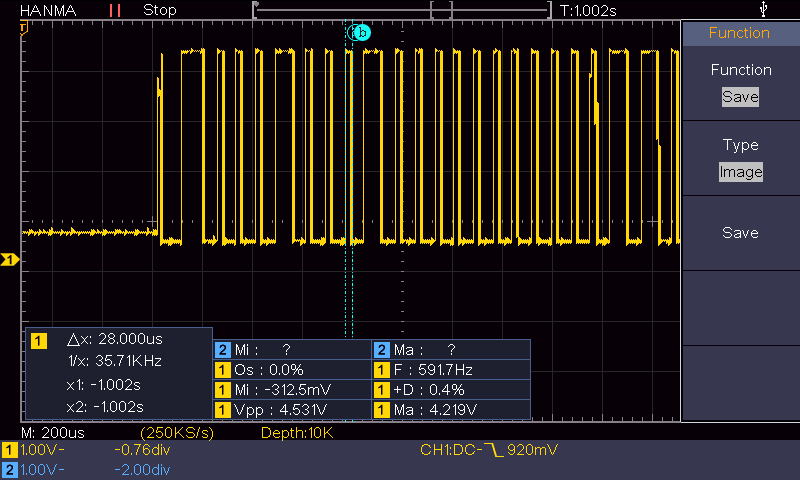 HANMA Stop T:1.002s
T b
Function
Function
Save
Type
Image
Save
1
1 Δx: 28.000us
1/x: 35.71KHz
x1: -1.002s
x2: -1.002s
2 Mi : ? 2 Ma : ?
1 Os : 0.0% 1 F : 591.7Hz
1 Mi : -312.5mV 1 +D : 0.4%
1 Vpp : 4.531V 1 Ma : 4.219V
M: 200us (250KS/s) Depth:10K
1 1.00V- -0.76div CH1:DC- 920mV
2 1.00V- -2.00div